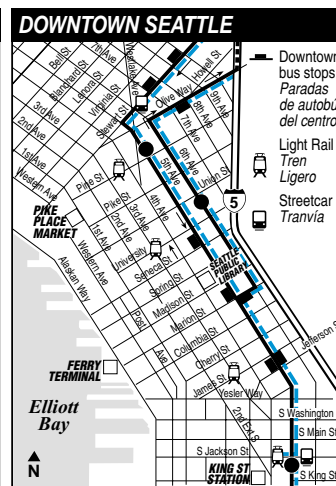 DOWNTOWN SEATTLE
Downtown
bus stops
Paradas
de autobú
del centro
Light Rail
Tren
Ligero
Streetcar
Tranvía
Bell St
Blanchard St
Lenora St
Virginia St
Stewart St
7th Ave
Westlake Ave
Howell St
Olive Way
9th Ave
8th Ave
7th Ave
6th Ave
5th Ave
3rd Ave
2nd Ave
1st Ave
Western Ave
Pine St
Pike St
Union St
5
PIKE
PLACE
MARKET
4th Ave
3rd Ave
2nd Ave
1st Ave
Western Ave
Alaskan Way
University
Seneca St
Spring St
Madison St
Marion St
Columbia St
Cherry St
James St
Yesler Way
SEATTLE
PUBLIC
LIBRARY
5th Ave
Post
Ave
Jefferson S
FERRY
TERMINAL
2nd Ext S
Elliott
Bay
N
S Washington
S Main St
S Jackson St
S King St
KING ST
STATION